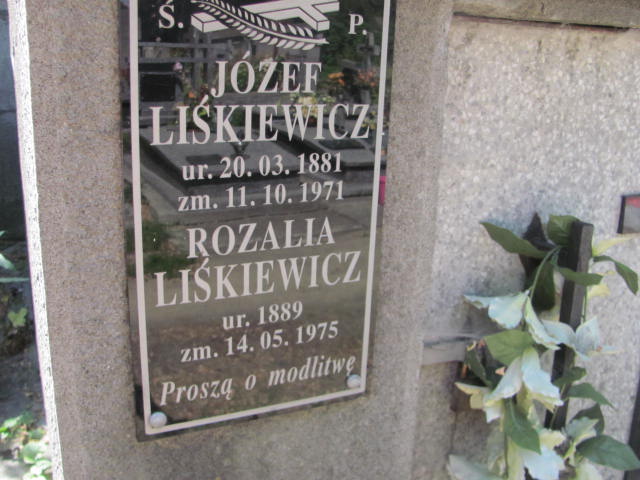 Ś. P.
JÓZEF
LIŚKIEWICZ
ur. 20. 03. 1881
zm. 11. 10. 1971
ROZALIA
LIŚKIEWICZ
ur. 1889
zm. 14. 05. 1975
Proszą o modlitwę